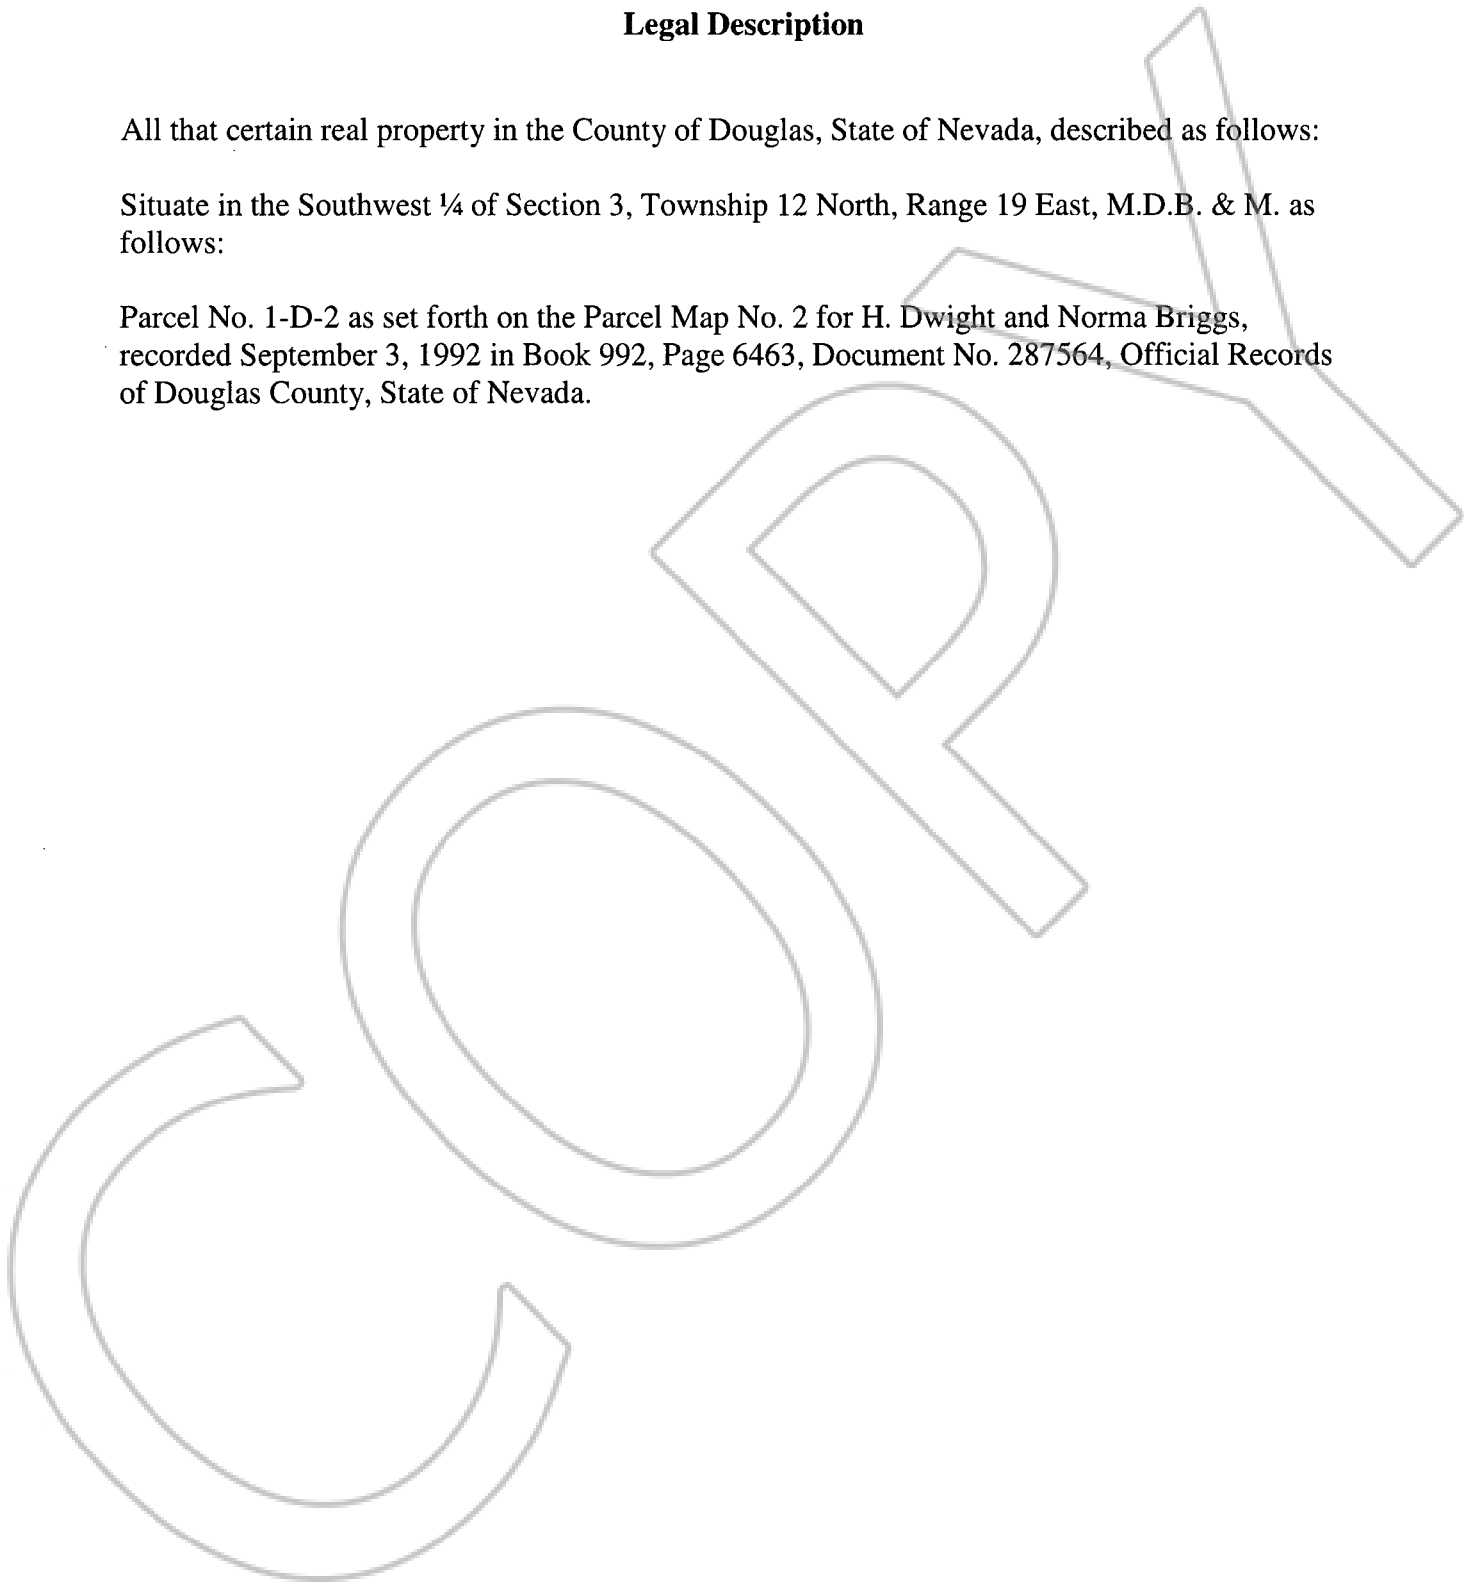 Legal Description
All that certain real property in the County of Douglas, State of Nevada, described as follows:
Situate in the Southwest ¼ of Section 3, Township 12 North, Range 19 East, M.D.B. & M. as
follows:
Parcel No. 1-D-2 as set forth on the Parcel Map No. 2 for H. Dwight and Norma Briggs,
recorded September 3, 1992 in Book 992, Page 6463, Document No. 287564, Official Records
of Douglas County, State of Nevada.
COPY